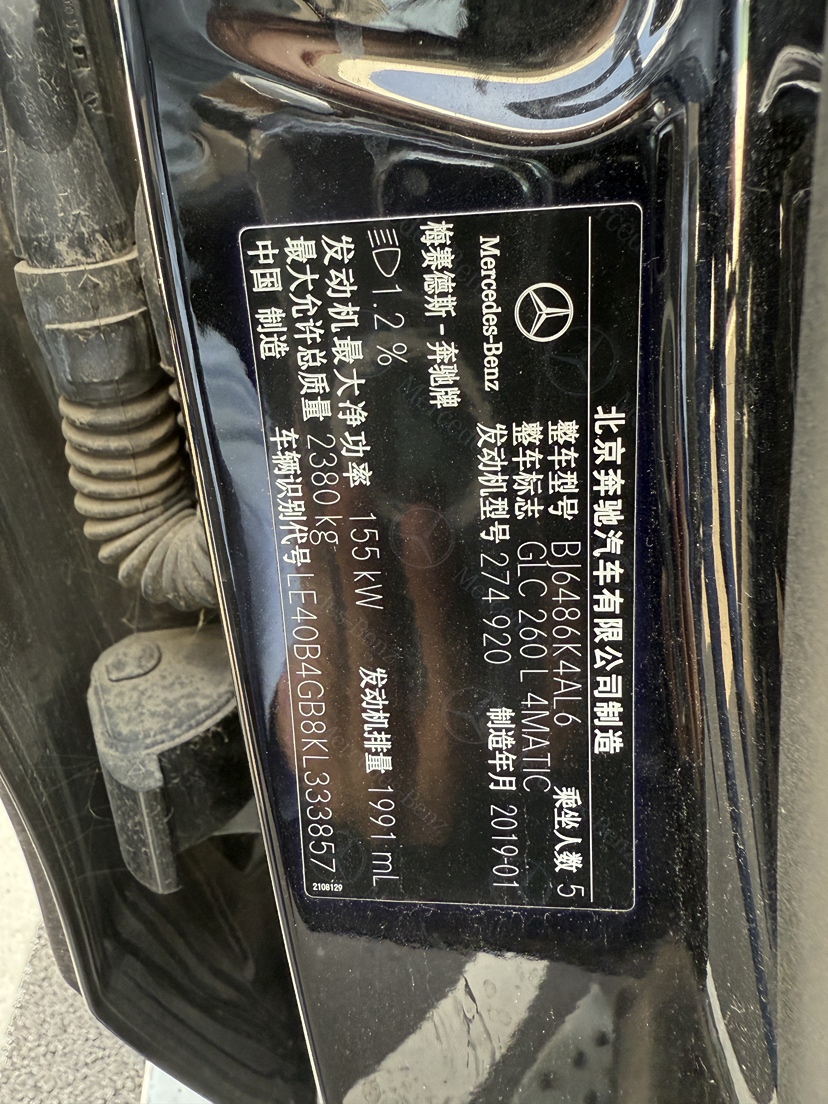 北京奔驰汽车有限公司制造
Mercedes-Benz
整车型号 BJ6486K4AL6 乘坐人数 5
整车标志 GLC 260 L 4MATIC
发动机型号 274 920 制造年月 2019-01
梅赛德斯-奔驰牌
1.2 %
发动机最大净功率 155 kW 发动机排量 1991 mL
最大允许总质量 2380 kg
中国 制造 车辆识别代号 LE40B4GB8KL333857
2108129